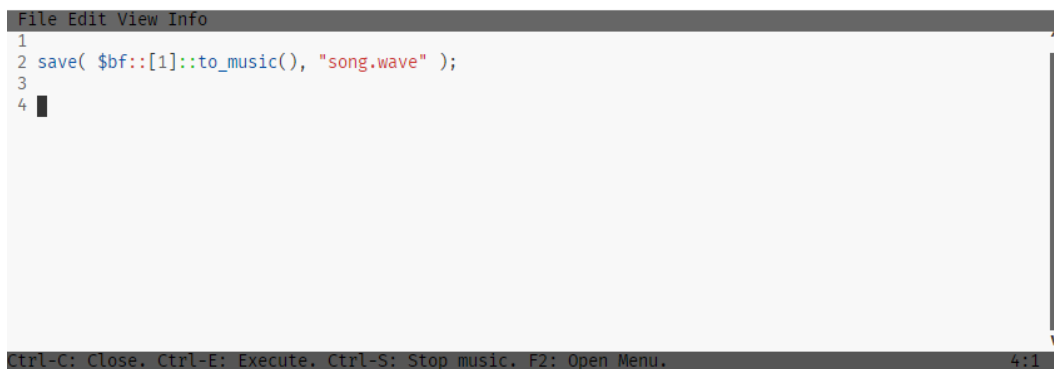 File Edit View Info
1
2 save( $bf::[1]::to_music(), "song.wave" );
3
4
Ctrl-C: Close. Ctrl-E: Execute. Ctrl-S: Stop music. F2: Open Menu. 4:1